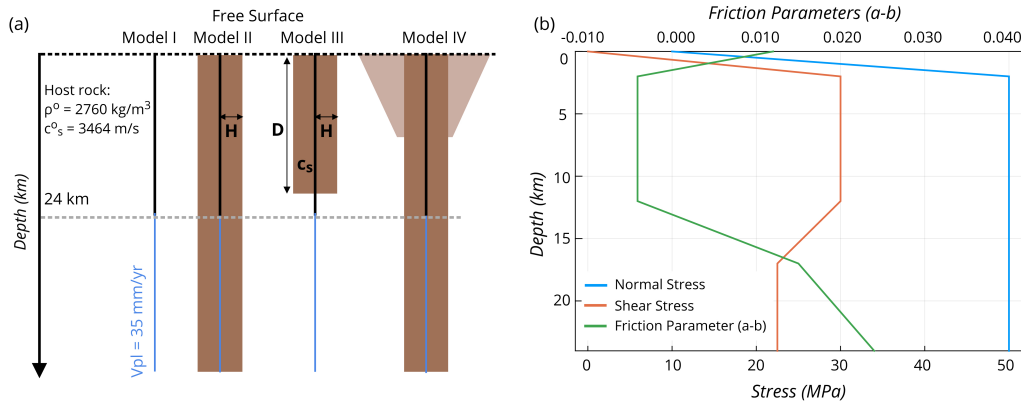 (a)
Free Surface
Model I
Model II
Model III
Model IV
Host rock:
ρ⁰ = 2760 kg/m³
c⁰ₛ = 3464 m/s
H
D
H
cₛ
24 km
Depth (km)
Vpl = 35 mm/yr
(b)
Friction Parameters (a-b)
-0.010 0.000 0.010 0.020 0.030 0.040
0
5
10
15
20
Depth (km)
Normal Stress
Shear Stress
Friction Parameter (a-b)
0 10 20 30 40 50
Stress (MPa)